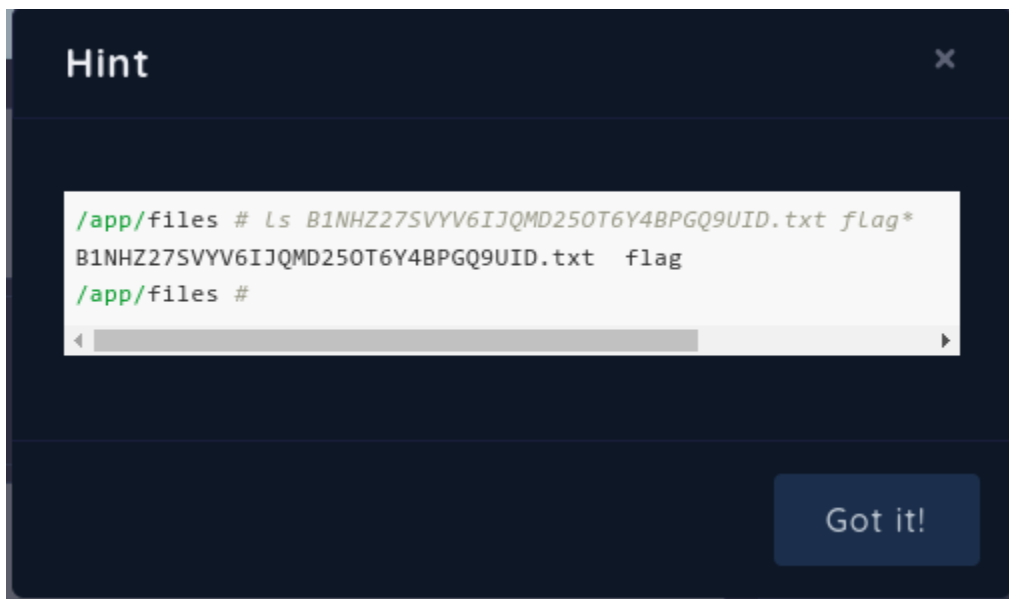 Hint
/app/files # ls B1NHZ27SVYV6IJQMD25OT6Y4BPGQ9UID.txt flag*
B1NHZ27SVYV6IJQMD25OT6Y4BPGQ9UID.txt  flag
/app/files #
Got it!